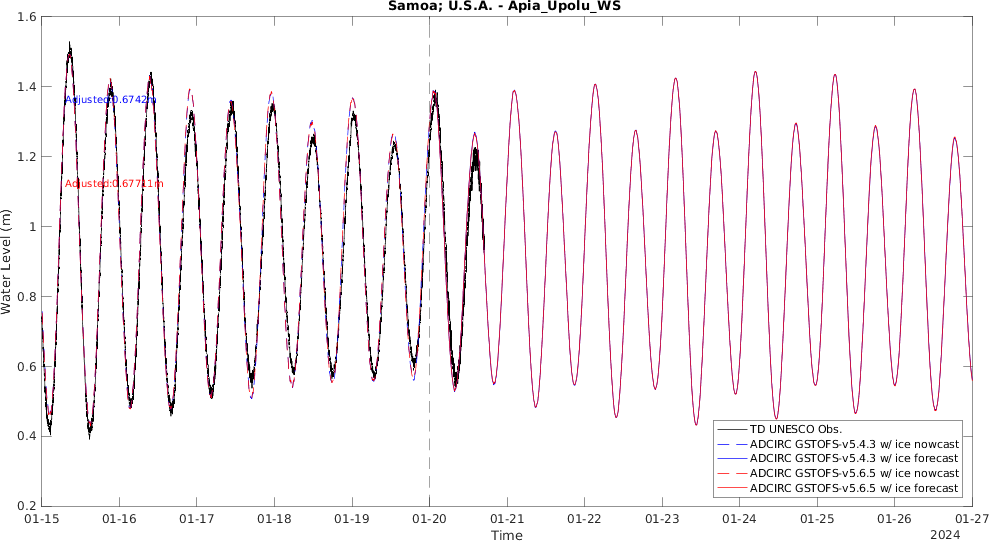 Samoa; U.S.A. - Apia_Upolu_WS
1.6
1.4
1.2
1
0.8
0.6
0.4
0.2
Water Level (m)
Adjusted:0.6742m
Adjusted:0.67711m
TD UNESCO Obs.
ADCIRC GSTOFS-v5.4.3 w/ ice nowcast
ADCIRC GSTOFS-v5.4.3 w/ ice forecast
ADCIRC GSTOFS-v5.6.5 w/ ice nowcast
ADCIRC GSTOFS-v5.6.5 w/ ice forecast
01-15 01-16 01-17 01-18 01-19 01-20 01-21 01-22 01-23 01-24 01-25 01-26 01-27
Time
2024